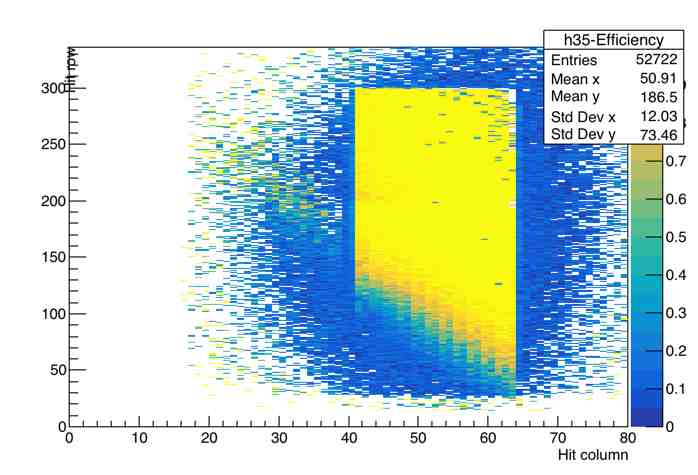 h35-Efficiency
Entries 52722
Mean x 50.91
Mean y 186.5
Std Dev x 12.03
Std Dev y 73.46
300
250
200
150
100
50
0
0 10 20 30 40 50 60 70 80
Hit column
0.7
0.6
0.5
0.4
0.3
0.2
0.1
0